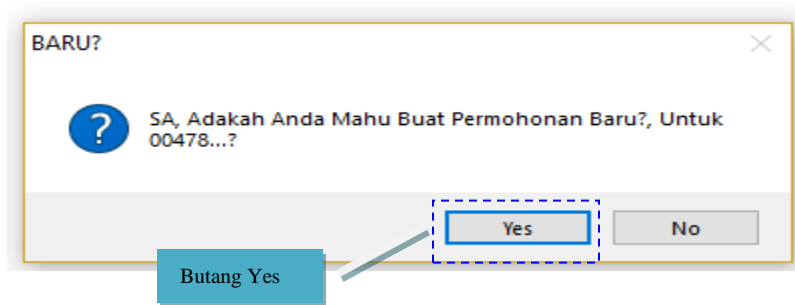 BARU?
SA, Adakah Anda Mahu Buat Permohonan Baru?, Untuk
00478...?
Yes
No
Butang Yes